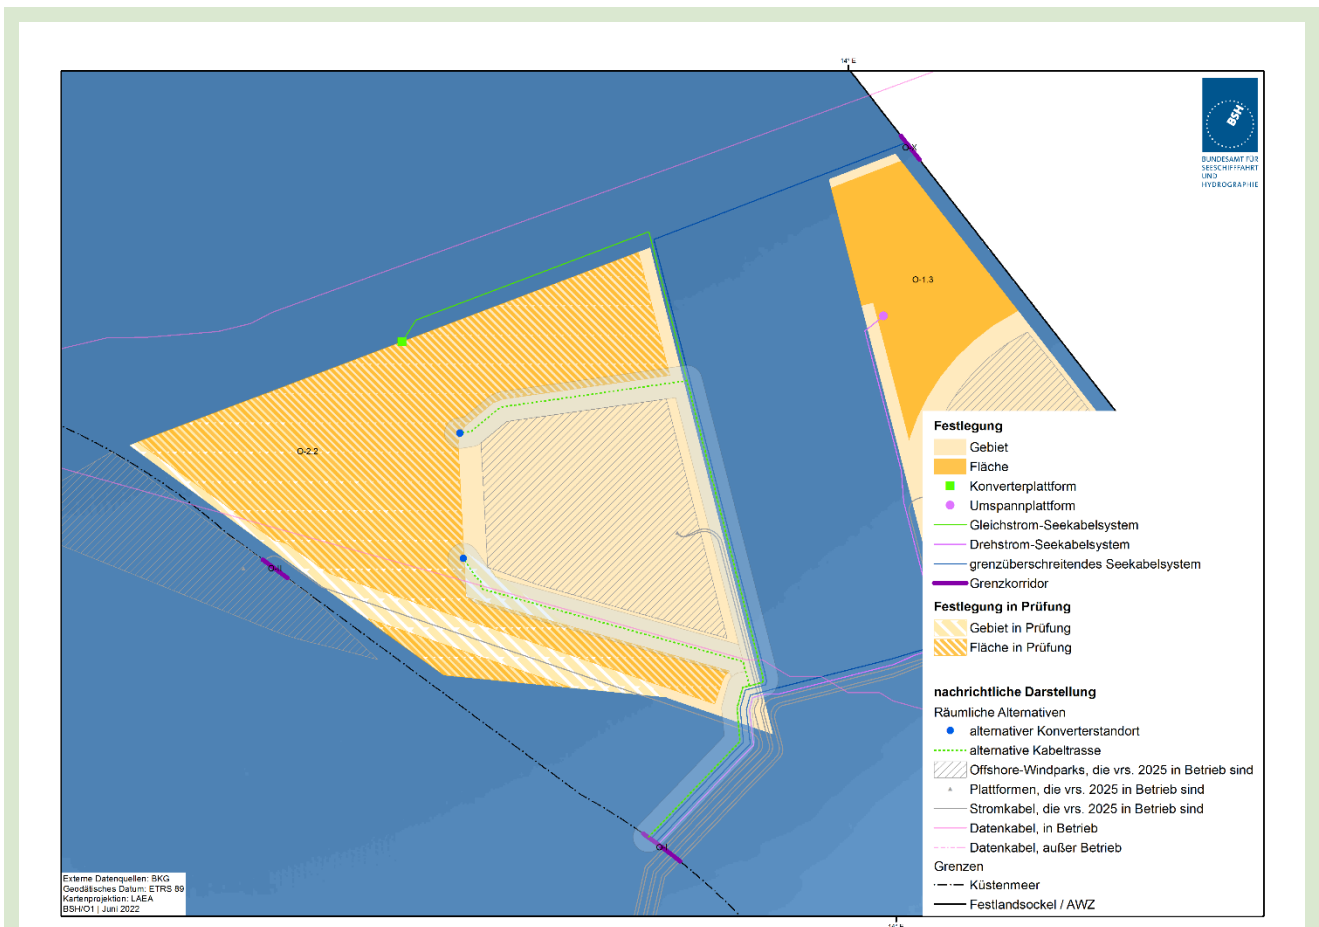 14° E
BSH
BUNDESAMT FÜR
SEESCHIFFFAHRT
UND
HYDROGRAPHIE
O-1.3
O-2.2
Festlegung
Gebiet
Fläche
Konverterplattform
Umspannplattform
Gleichstrom-Seekabelsystem
Drehstrom-Seekabelsystem
grenzüberschreitendes Seekabelsystem
Grenzkorridor
Festlegung in Prüfung
Gebiet in Prüfung
Fläche in Prüfung
nachrichtliche Darstellung
Räumliche Alternativen
alternativer Konverterstandort
alternative Kabeltrasse
Offshore-Windparks, die vrs. 2025 in Betrieb sind
Plattformen, die vrs. 2025 in Betrieb sind
Stromkabel, die vrs. 2025 in Betrieb sind
Datenkabel, in Betrieb
Datenkabel, außer Betrieb
Grenzen
Küstenmeer
Festlandsockel / AWZ
Externe Datenquellen: BKG
Geodätisches Datum: ETRS 89
Kartenprojektion: LAEA
BSH/O1 | Juni 2022